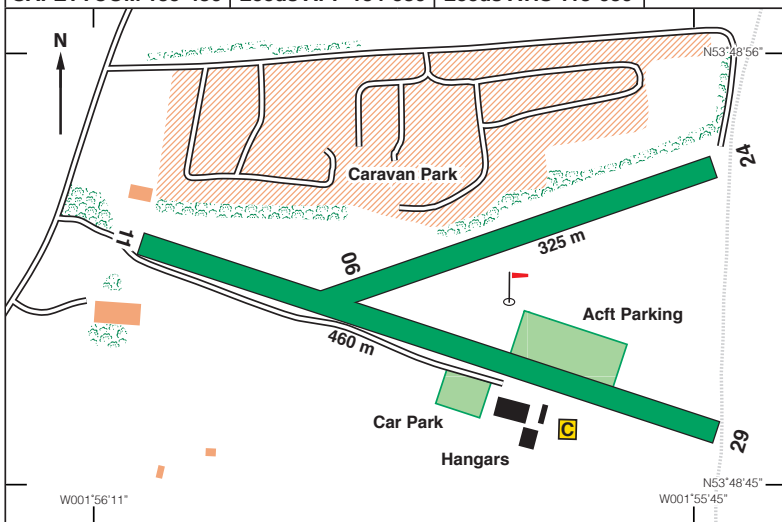 N
N53°48'56"
Caravan Park
24
11
06
325 m
Acft Parking
460 m
Car Park
C
29
Hangars
N53°48'45"
W001°56'11"
W001°55'45"